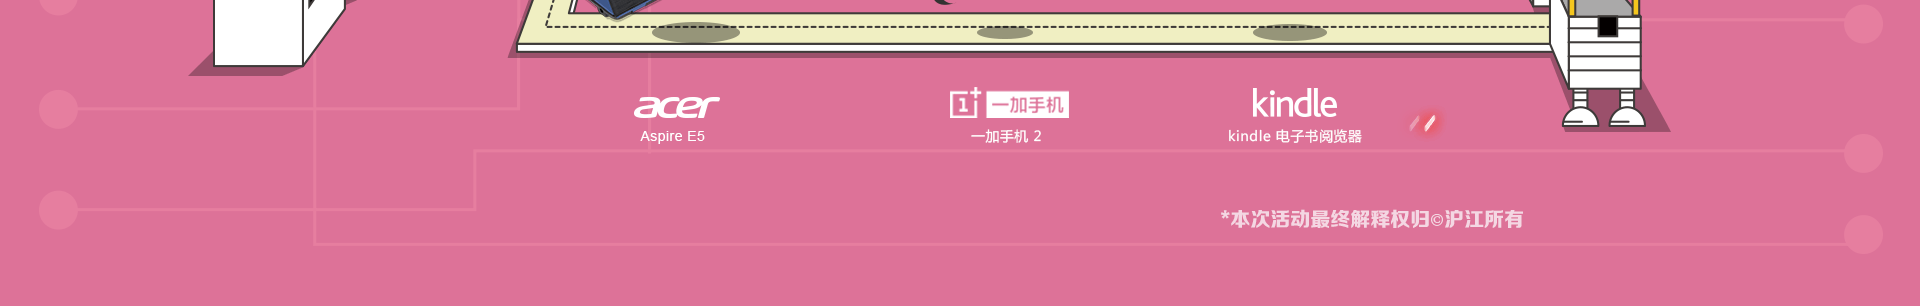 acer
Aspire E5
1+ 一加手机
一加手机 2
kindle
kindle 电子书阅览器
*本次活动最终解释权归©沪江所有